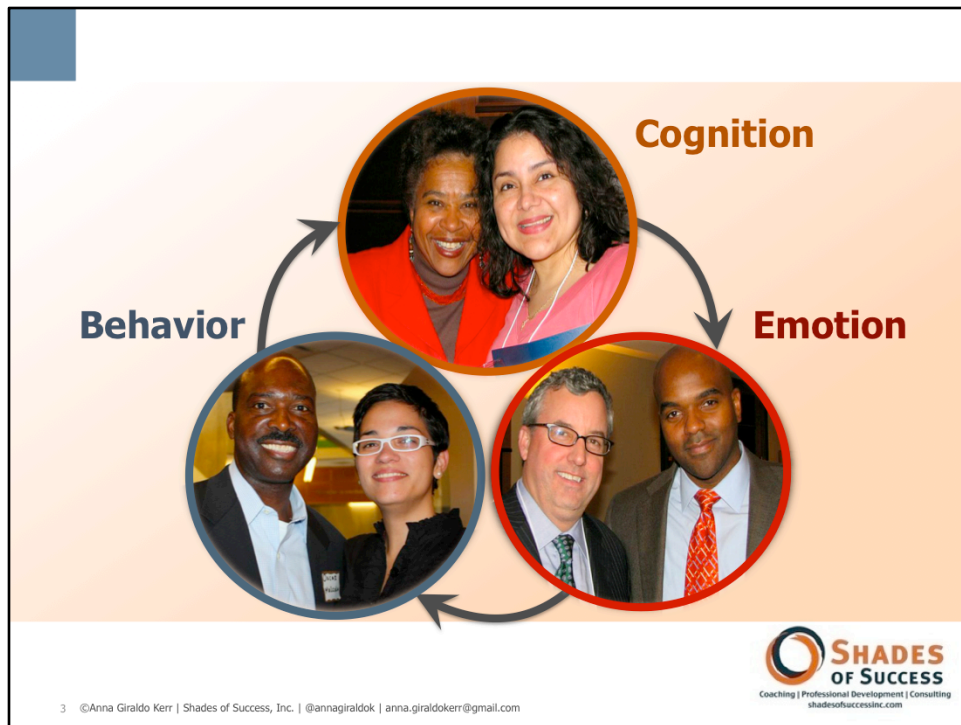 Cognition
Behavior
Emotion
SHADES
OF SUCCESS
Coaching | Professional Development | Consulting
shadesofsuccessinc.com
3 ©Anna Giraldo Kerr | Shades of Success, Inc. | @annagiraldok | anna.giraldokerr@gmail.com